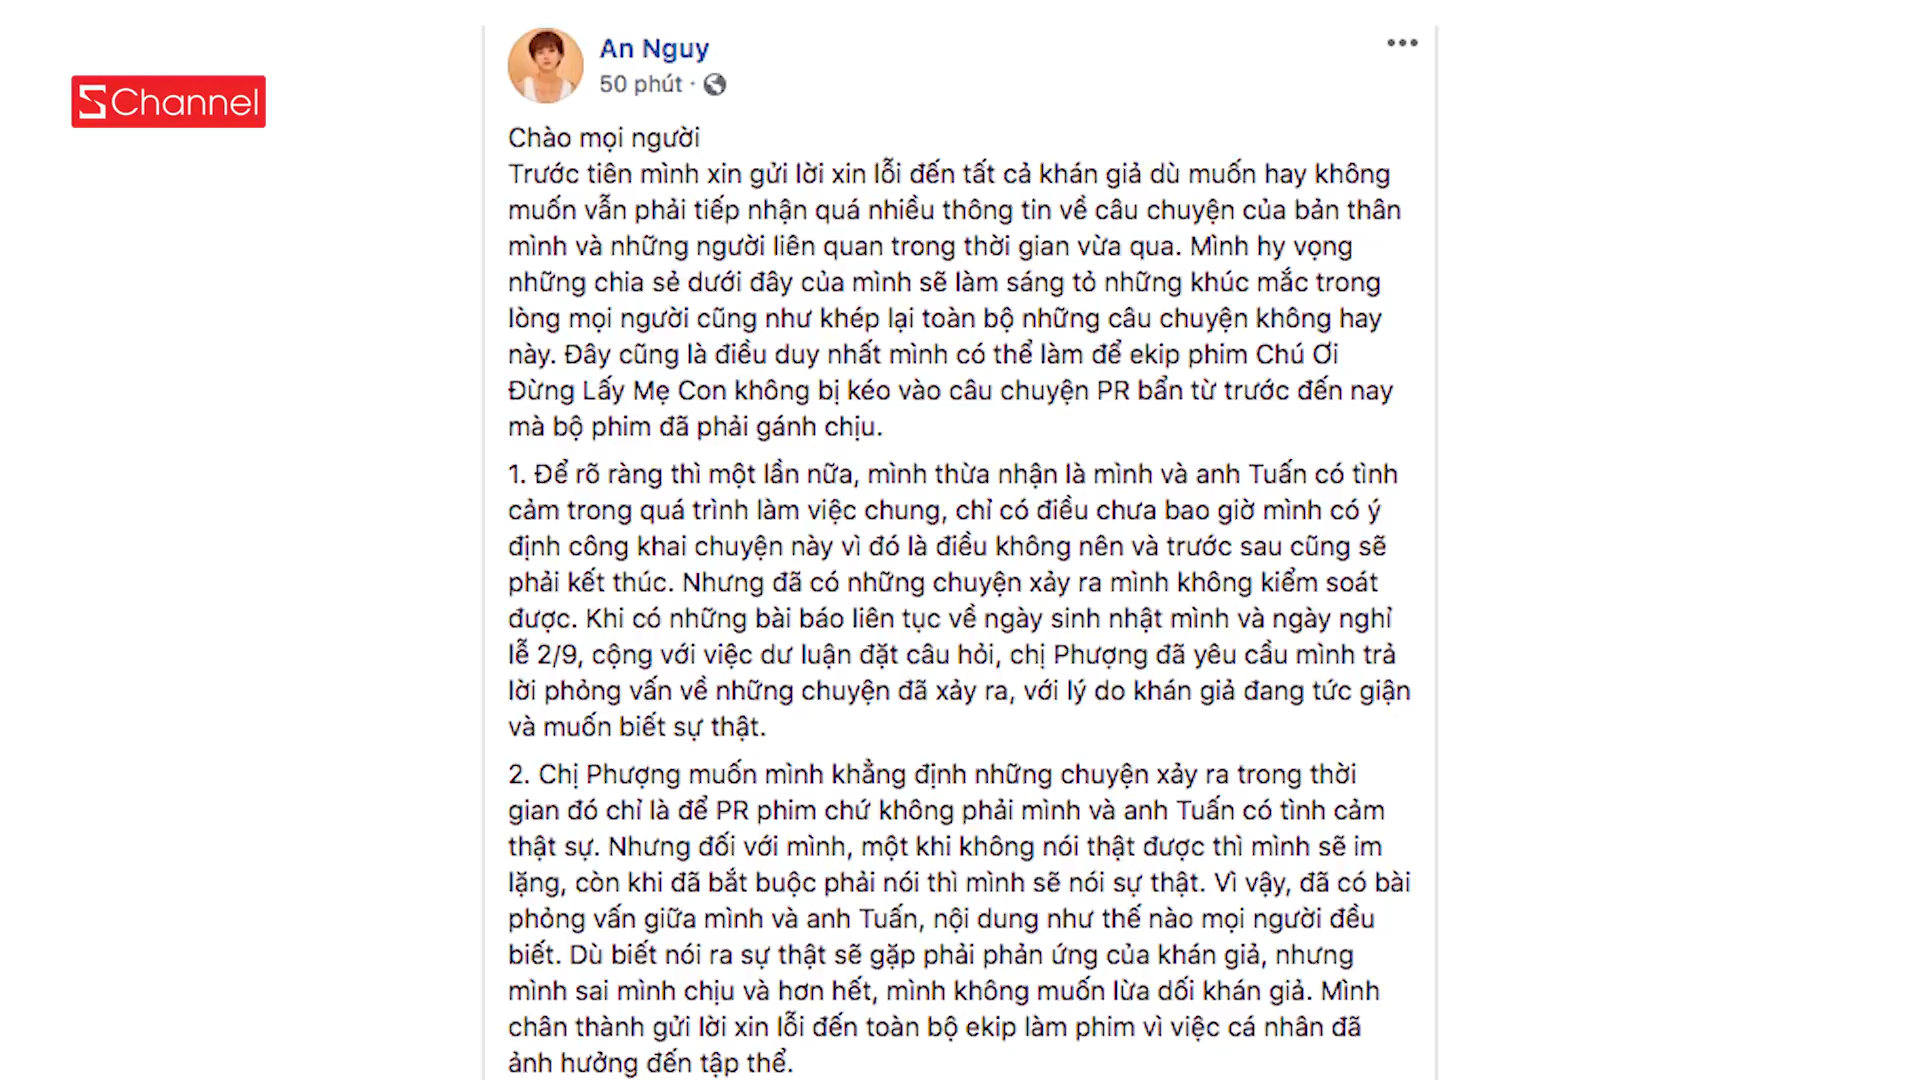 SChannel
An Nguy
50 phút ·
Chào mọi người
Trước tiên mình xin gửi lời xin lỗi đến tất cả khán giả dù muốn hay không
muốn vẫn phải tiếp nhận quá nhiều thông tin về câu chuyện của bản thân
mình và những người liên quan trong thời gian vừa qua. Mình hy vọng
những chia sẻ dưới đây của mình sẽ làm sáng tỏ những khúc mắc trong
lòng mọi người cũng như khép lại toàn bộ những câu chuyện không hay
này. Đây cũng là điều duy nhất mình có thể làm để ekip phim Chú Ơi
Đừng Lấy Mẹ Con không bị kéo vào câu chuyện PR bẩn từ trước đến nay
mà bộ phim đã phải gánh chịu.
1. Để rõ ràng thì một lần nữa, mình thừa nhận là mình và anh Tuấn có tình
cảm trong quá trình làm việc chung, chỉ có điều chưa bao giờ mình có ý
định công khai chuyện này vì đó là điều không nên và trước sau cũng sẽ
phải kết thúc. Nhưng đã có những chuyện xảy ra mình không kiểm soát
được. Khi có những bài báo liên tục về ngày sinh nhật mình và ngày nghỉ
lễ 2/9, cộng với việc dư luận đặt câu hỏi, chị Phượng đã yêu cầu mình trả
lời phỏng vấn về những chuyện đã xảy ra, với lý do khán giả đang tức giận
và muốn biết sự thật.
2. Chị Phượng muốn mình khẳng định những chuyện xảy ra trong thời
gian đó chỉ là để PR phim chứ không phải mình và anh Tuấn có tình cảm
thật sự. Nhưng đối với mình, một khi không nói thật được thì mình sẽ im
lặng, còn khi đã bắt buộc phải nói thì mình sẽ nói sự thật. Vì vậy, đã có bài
phỏng vấn giữa mình và anh Tuấn, nội dung như thế nào mọi người đều
biết. Dù biết nói ra sự thật sẽ gặp phải phản ứng của khán giả, nhưng
mình sai mình chịu và hơn hết, mình không muốn lừa dối khán giả. Mình
chân thành gửi lời xin lỗi đến toàn bộ ekip làm phim vì việc cá nhân đã
ảnh hưởng đến tập thể.